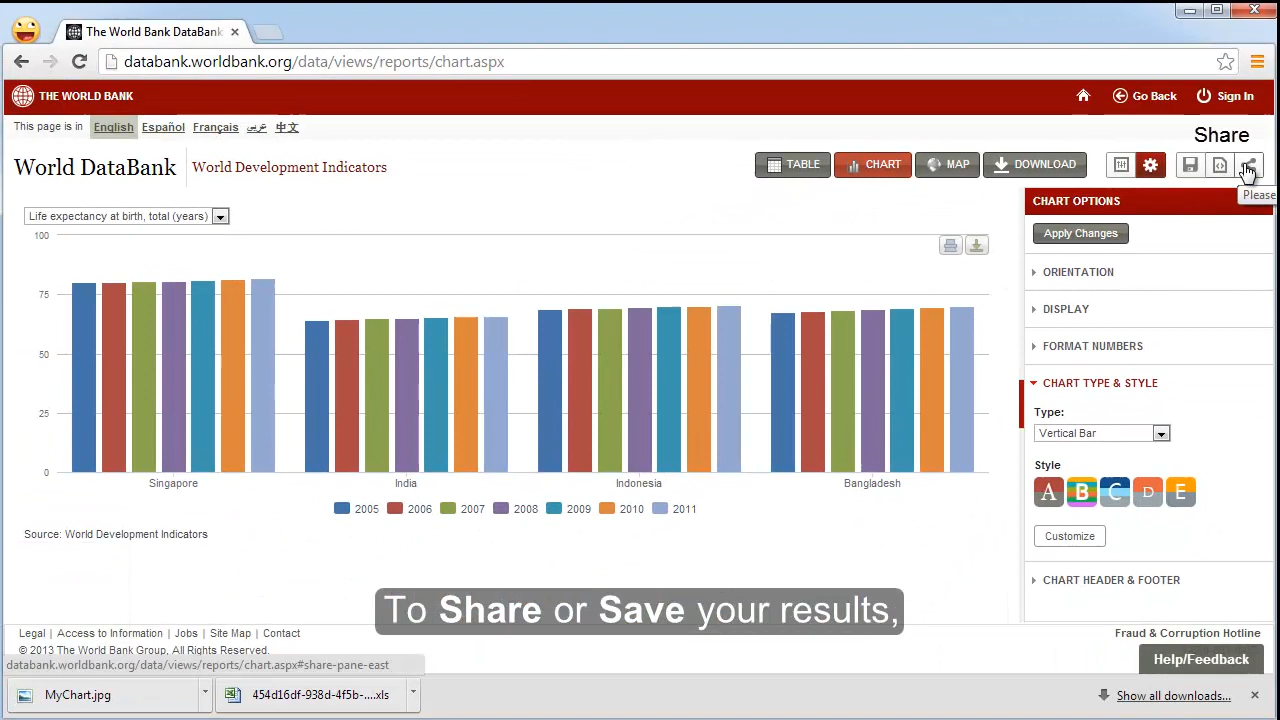 The World Bank DataBank
databank.worldbank.org/data/views/reports/chart.aspx
THE WORLD BANK
Go Back
Sign In
This page is in English Español Français عربي 中文
Share
World DataBank
World Development Indicators
TABLE
CHART
MAP
DOWNLOAD
Please
Life expectancy at birth, total (years)
100
75
50
25
0
Singapore
India
Indonesia
Bangladesh
2005 2006 2007 2008 2009 2010 2011
Source: World Development Indicators
CHART OPTIONS
Apply Changes
ORIENTATION
DISPLAY
FORMAT NUMBERS
CHART TYPE & STYLE
Type:
Vertical Bar
Style
A B C D E
Customize
CHART HEADER & FOOTER
To Share or Save your results,
Legal | Access to Information | Jobs | Site Map | Contact
© 2013 The World Bank Group, All Rights Reserved.
Fraud & Corruption Hotline
Help/Feedback
databank.worldbank.org/data/views/reports/chart.aspx#share-pane-east
MyChart.jpg
454d16df-938d-4f5b-....xls
Show all downloads...